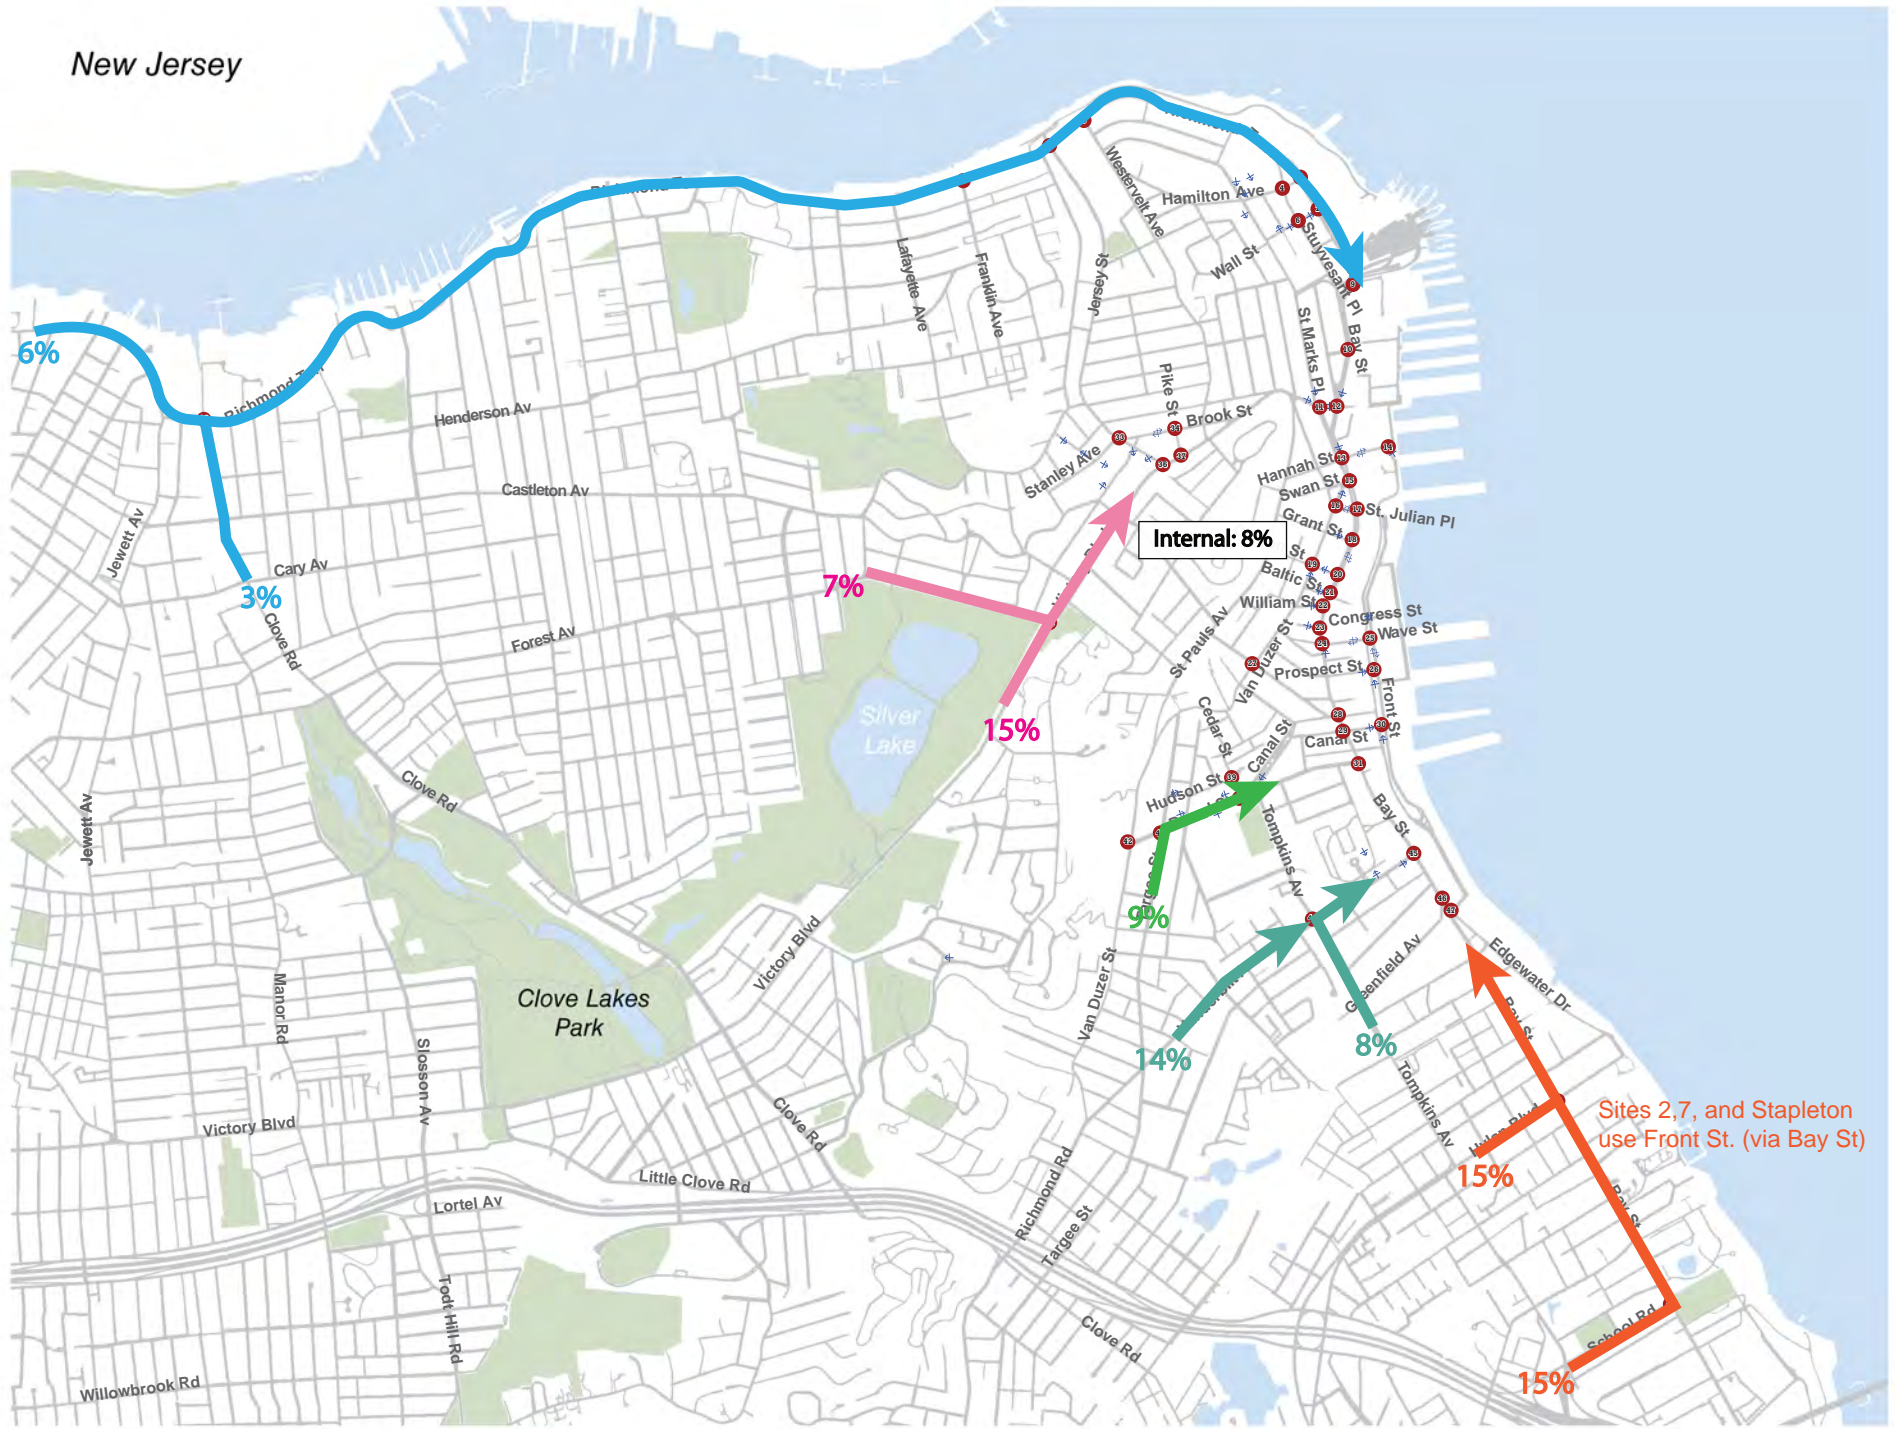 New Jersey
Westervelt Ave
Hamilton Ave
Wall St
Stuyvesant Pl
Lafayette Ave
Franklin Ave
Jersey St
St Marks Pl
Bay St
6%
Henderson Av
Pike St
Brook St
Stanley Ave
Hannah St
Swan St
St. Julian Pl
Grant St
Castleton Av
Jewett Av
Internal: 8%
St
Baltic St
William St
Congress St
Wave St
Cary Av
3%
7%
Clove Rd
Forest Av
St Pauls Av
Van Duzer St
Prospect St
Front St
Silver
Lake
15%
Cedar St
Canal St
Canal St
Hudson St
Clove Rd
Jewett Av
Bay St
Tompkins Av
9%
Victory Blvd
Clove Lakes
Park
Manor Rd
Slosson Av
Van Duzer St
Greenfield Av
Edgewater Dr
Bay St
14%
8%
Tompkins Av
Victory Blvd
Clove Rd
Sites 2,7, and Stapleton
use Front St. (via Bay St)
15%
Bay St
Little Clove Rd
Lortel Av
Richmond Rd
Targee St
Todt Hill Rd
Clove Rd
School Rd
Willowbrook Rd
15%